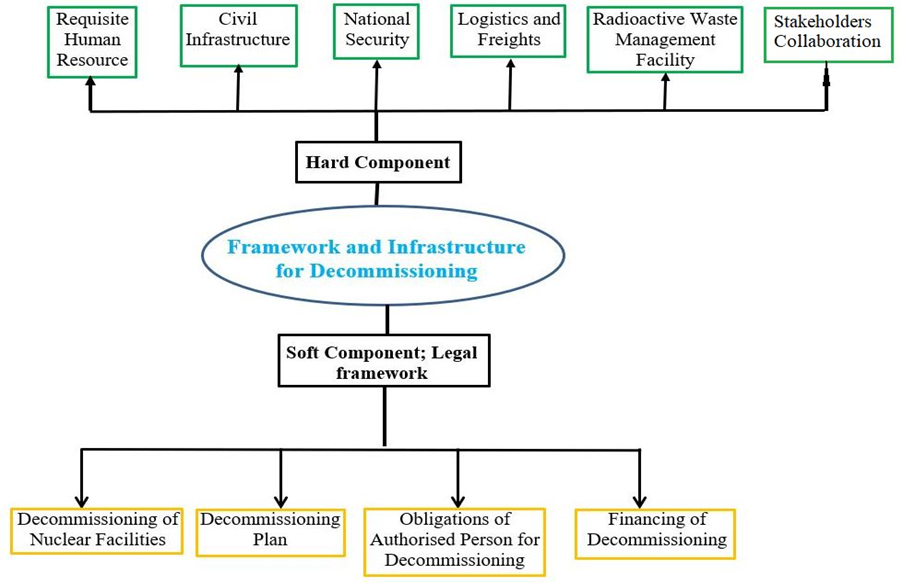 Requisite
Human
Resource
Civil
Infrastructure
National
Security
Logistics and
Freights
Radioactive Waste
Management
Facility
Stakeholders
Collaboration
Hard Component
Framework and Infrastructure
for Decommissioning
Soft Component; Legal
framework
Decommissioning of
Nuclear Facilities
Decommissioning
Plan
Obligations of
Authorised Person for
Decommissioning
Financing of
Decommissioning